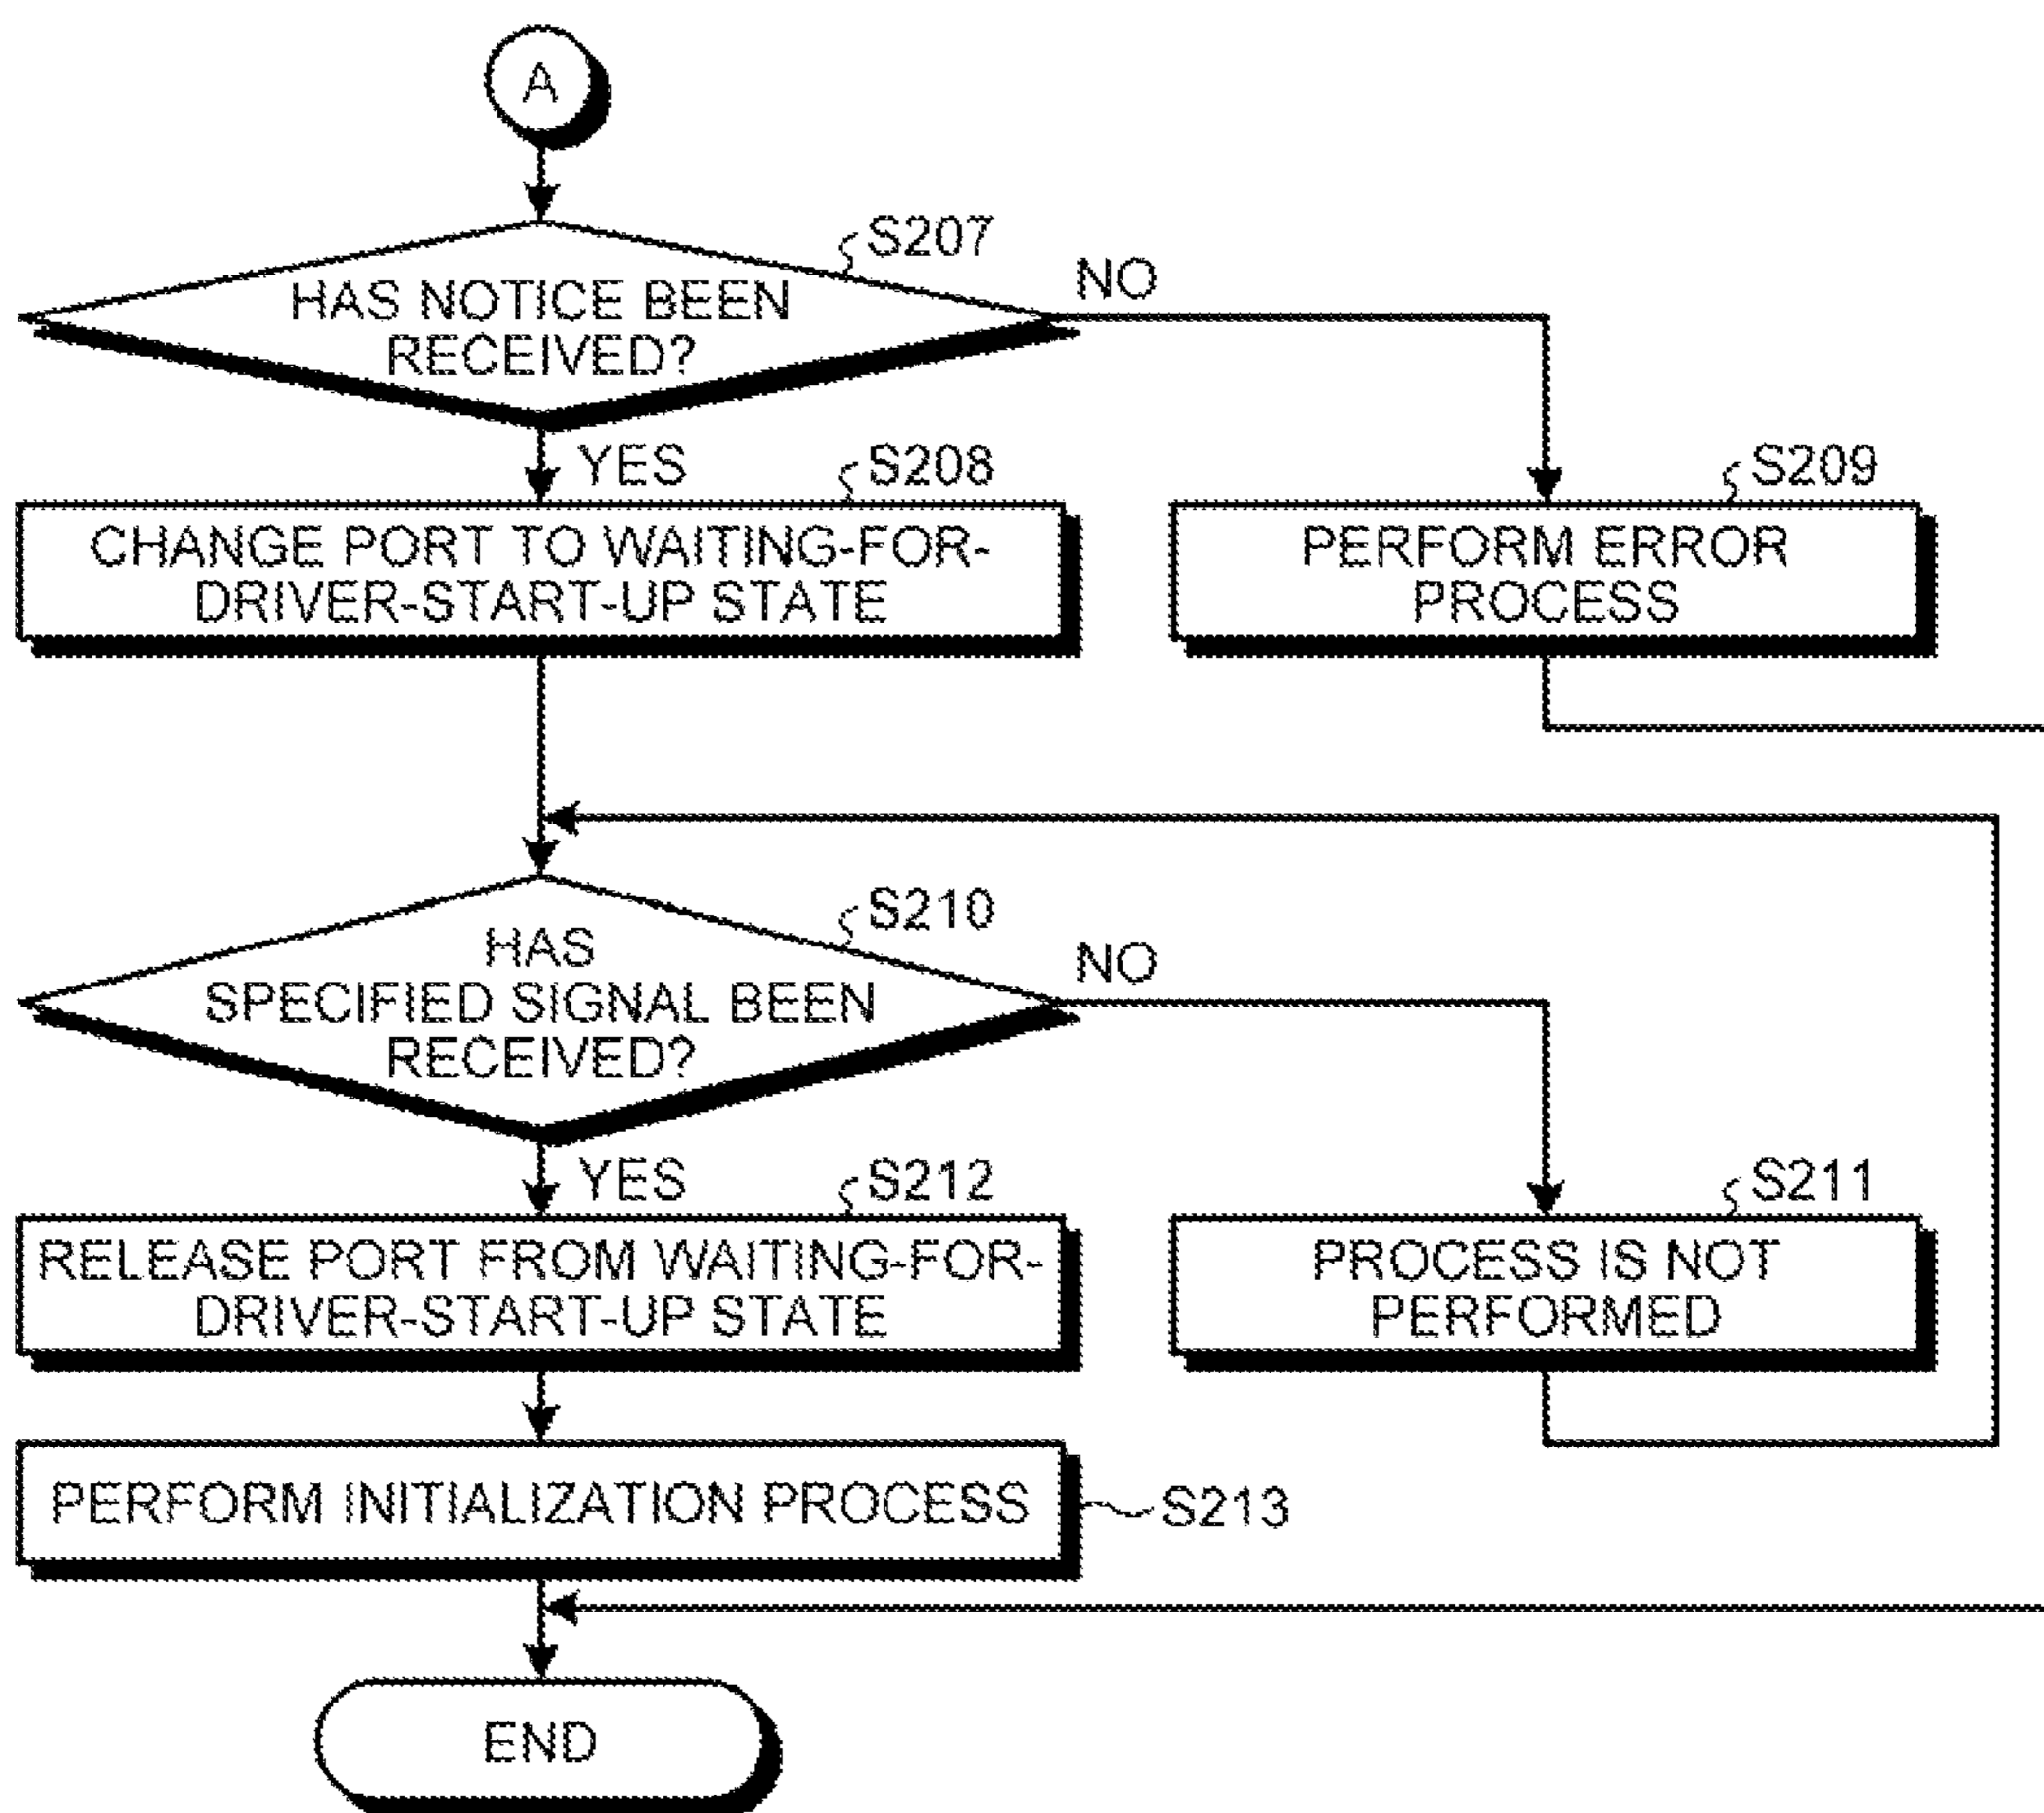 A
S207
HAS NOTICE BEEN
RECEIVED?
NO
YES
S208
CHANGE PORT TO WAITING-FOR-
DRIVER-START-UP STATE
S209
PERFORM ERROR
PROCESS
S210
HAS
SPECIFIED SIGNAL BEEN
RECEIVED?
NO
YES
S212
RELEASE PORT FROM WAITING-FOR-
DRIVER-START-UP STATE
S211
PROCESS IS NOT
PERFORMED
PERFORM INITIALIZATION PROCESS
S213
END